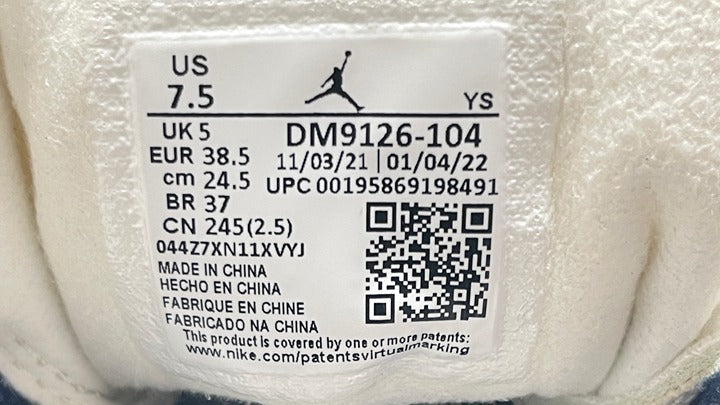 US
7.5
YS
UK 5
EUR 38.5
cm 24.5
BR 37
CN 245(2.5)
DM9126-104
11/03/21 | 01/04/22
UPC 00195869198491
044Z7XN11XVYJ
MADE IN CHINA
HECHO EN CHINA
FABRIQUE EN CHINE
FABRICADO NA CHINA
This product is covered by one or more patents:
www.nike.com/patentsvirtualmarking